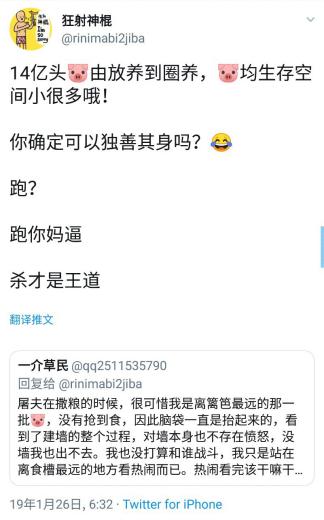 狂射神棍
@rinimabi2jiba
14亿头🐷由放养到圈养，🐷均生存空
间小很多哦！
你确定可以独善其身吗？😂
跑？
跑你妈逼
杀才是王道
翻译推文
一介草民 @qq2511535790
回复给 @rinimabi2jiba
屠夫在撒粮的时候，很可惜我是离篱笆最远的那一
批🐷，没有抢到食，因此脑袋一直是抬起来的，看
到了建墙的整个过程，对墙本身也不存在愤怒，没
墙我也出不去。我也没打算和谁战斗，我只是站在
离食槽最远的地方看热闹而已。热闹看完该干嘛干...
19年1月26日, 6:32 · Twitter for iPhone